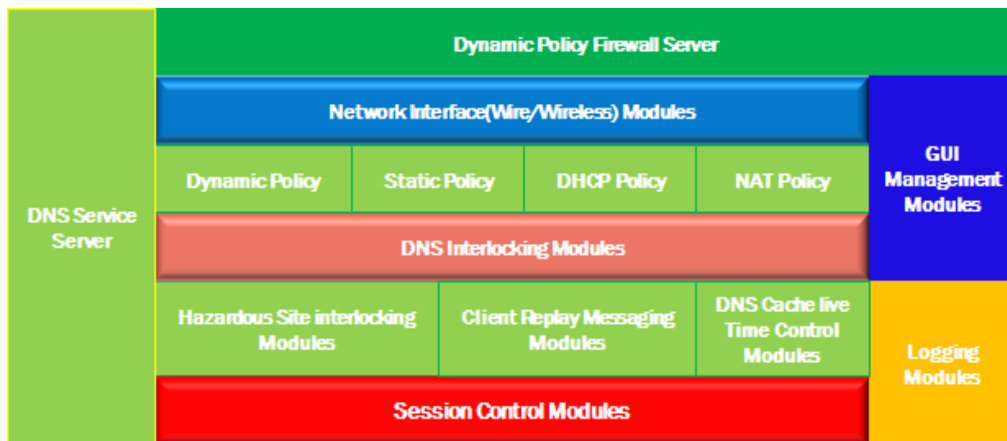 Dynamic Policy Firewall Server
Network Interface(Wire/Wireless) Modules
Dynamic Policy
Static Policy
DHCP Policy
NAT Policy
GUI
Management
Modules
DNS Service
Server
DNS Interlocking Modules
Hazardous Site interlocking
Modules
Client Replay Messaging
Modules
DNS Cache live
Time Control
Modules
Logging
Modules
Session Control Modules